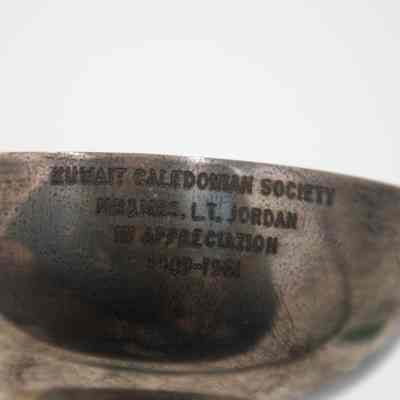 KUWAIT CALEDONIAN SOCIETY
MR&MRS. L.T. JORDAN
IN APPRECIATION